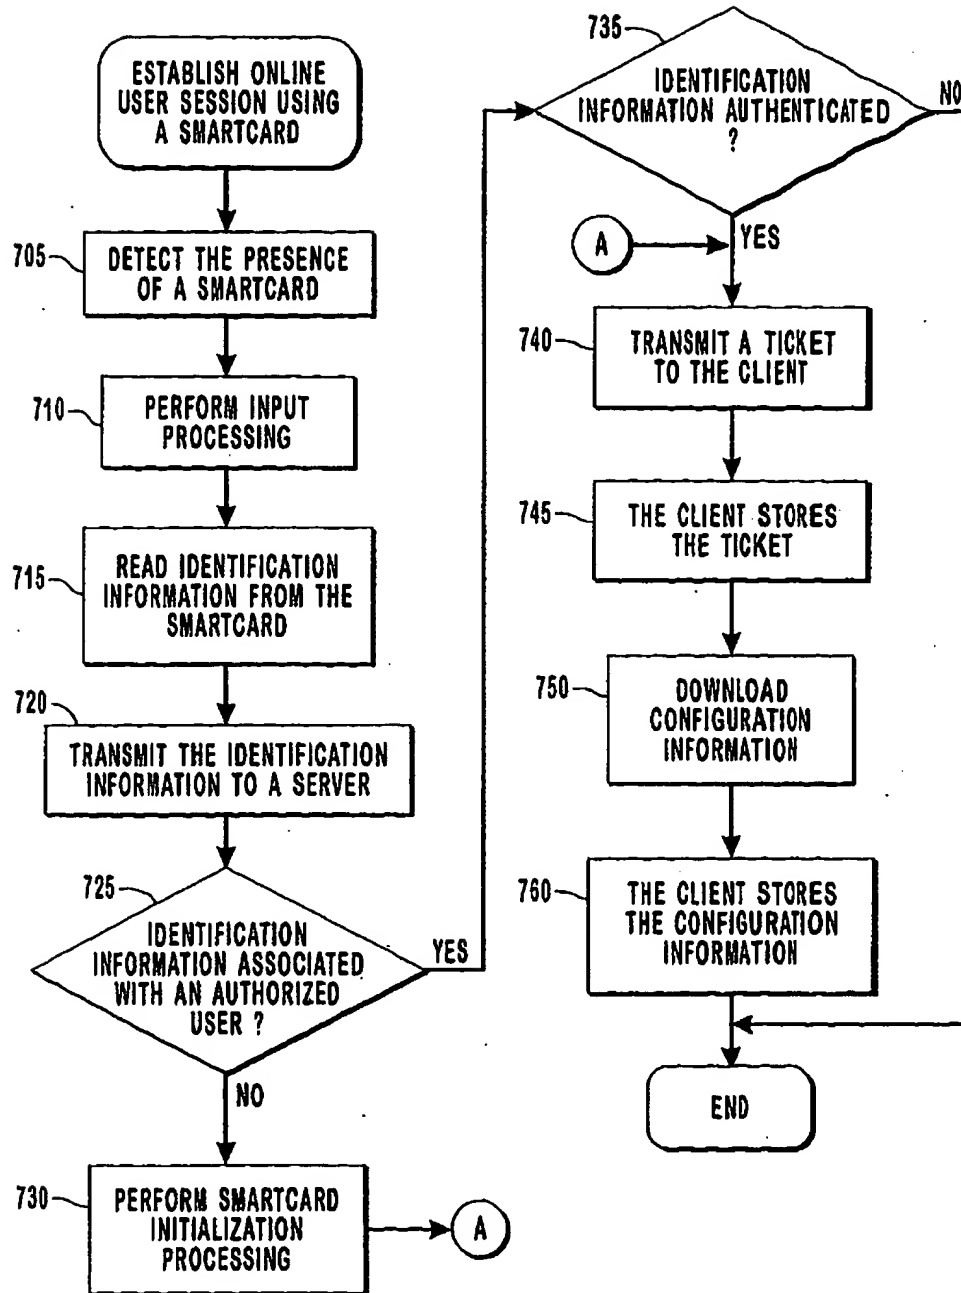 ESTABLISH ONLINE
USER SESSION USING
A SMARTCARD
705
DETECT THE PRESENCE
OF A SMARTCARD
710
PERFORM INPUT
PROCESSING
715
READ IDENTIFICATION
INFORMATION FROM THE
SMARTCARD
720
TRANSMIT THE IDENTIFICATION
INFORMATION TO A SERVER
725
IDENTIFICATION
INFORMATION ASSOCIATED
WITH AN AUTHORIZED
USER ?
YES
NO
730
PERFORM SMARTCARD
INITIALIZATION
PROCESSING
A
735
IDENTIFICATION
INFORMATION AUTHENTICATED
?
NO
A
YES
740
TRANSMIT A TICKET
TO THE CLIENT
745
THE CLIENT STORES
THE TICKET
750
DOWNLOAD
CONFIGURATION
INFORMATION
760
THE CLIENT STORES
THE CONFIGURATION
INFORMATION
END